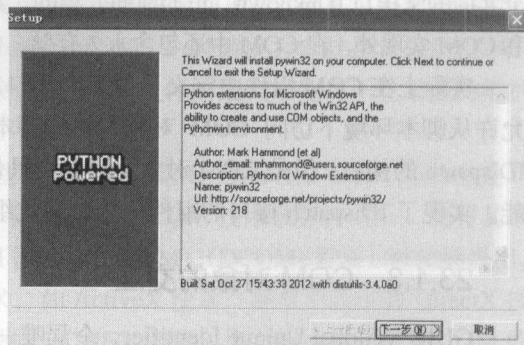 Setup
This Wizard will install pywin32 on your computer. Click Next to continue or
Cancel to exit the Setup Wizard.
Python extensions for Microsoft Windows
Provides access to much of the Win32 API, the
ability to create and use COM objects, and the
Pythonwin environment.
Author: Mark Hammond (et al)
Author_email: mhammond@users.sourceforge.net
Description: Python for Window Extensions
Name: pywin32
Url: http://sourceforge.net/projects/pywin32/
Version: 218
PYTHON
powered
Built Sat Oct 27 15:43:33 2012 with distutils-3.4.0a0
下一步(N) >
取消